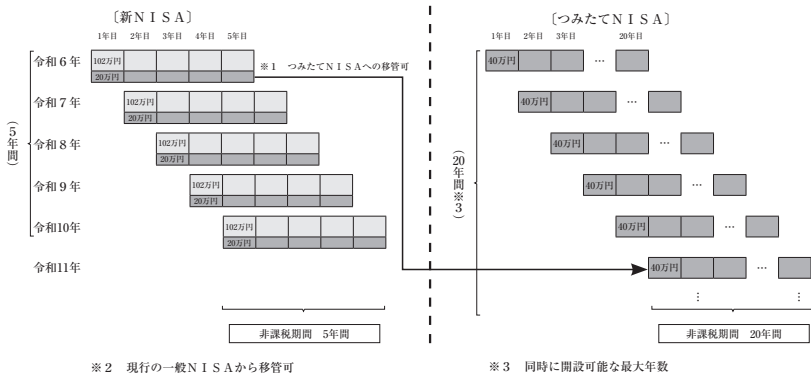 〔新ＮＩＳＡ〕
1年目 2年目 3年目 4年目 5年目
(5年間)
令和６年
102万円
20万円
※１ つみたてＮＩＳＡへの移管可
令和７年
102万円
20万円
令和８年
102万円
20万円
令和９年
102万円
20万円
令和10年
102万円
20万円
令和11年
非課税期間 5年間
※２ 現行の一般ＮＩＳＡから移管可
〔つみたてＮＩＳＡ〕
1年目 2年目 3年目 20年目
(20年間※3)
40万円 …
40万円 …
40万円 …
40万円 …
40万円 …
40万円 …
⋮ ⋮
非課税期間 20年間
※３ 同時に開設可能な最大年数